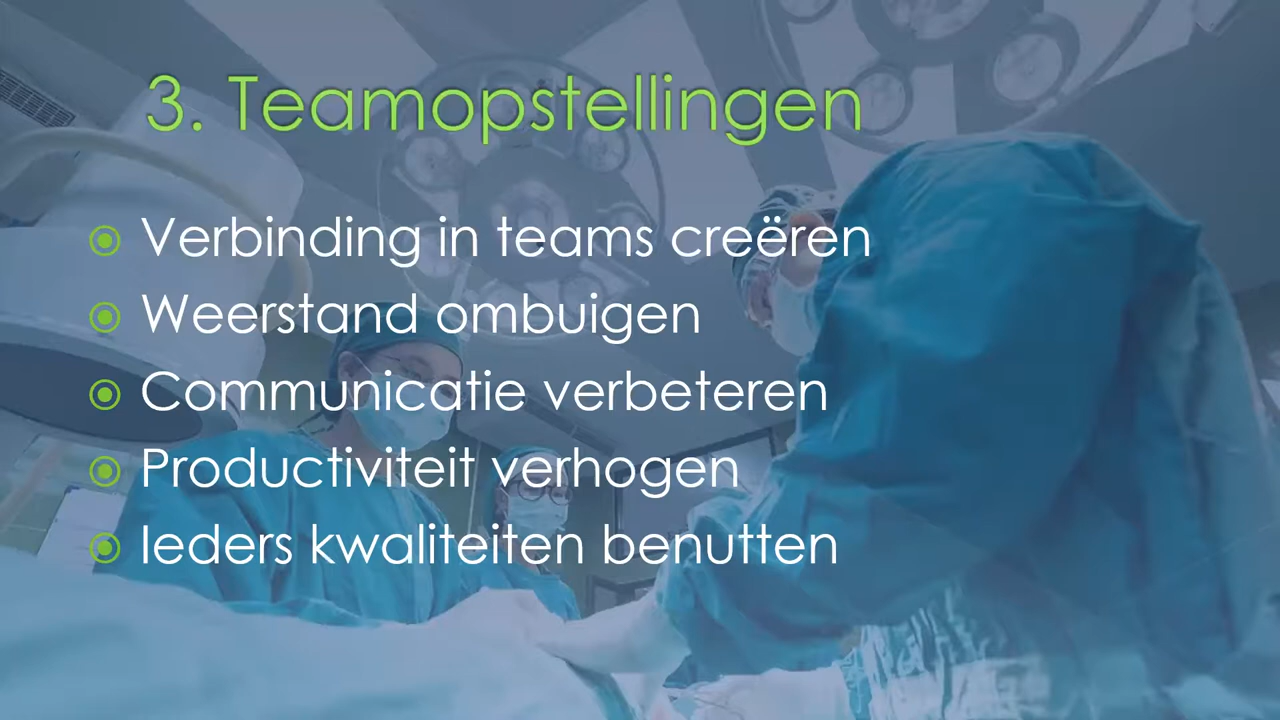 3. Teamopstellingen
Verbinding in teams creëren
Weerstand ombuigen
Communicatie verbeteren
Productiviteit verhogen
Ieders kwaliteiten benutten